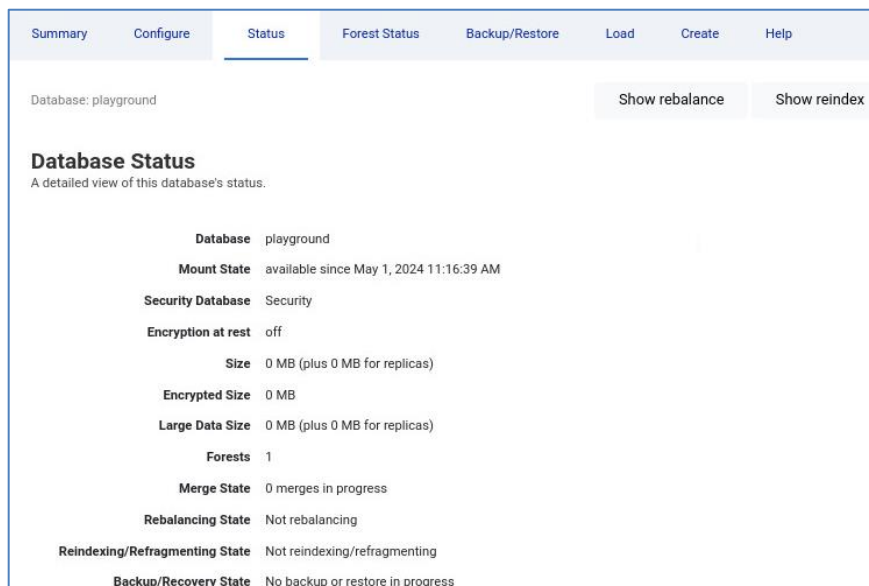 Summary Configure Status Forest Status Backup/Restore Load Create Help
Database: playground Show rebalance Show reindex
Database Status
A detailed view of this database's status.
Database playground
Mount State available since May 1, 2024 11:16:39 AM
Security Database Security
Encryption at rest off
Size 0 MB (plus 0 MB for replicas)
Encrypted Size 0 MB
Large Data Size 0 MB (plus 0 MB for replicas)
Forests 1
Merge State 0 merges in progress
Rebalancing State Not rebalancing
Reindexing/Refragmenting State Not reindexing/refragmenting
Backup/Recovery State No backup or restore in progress